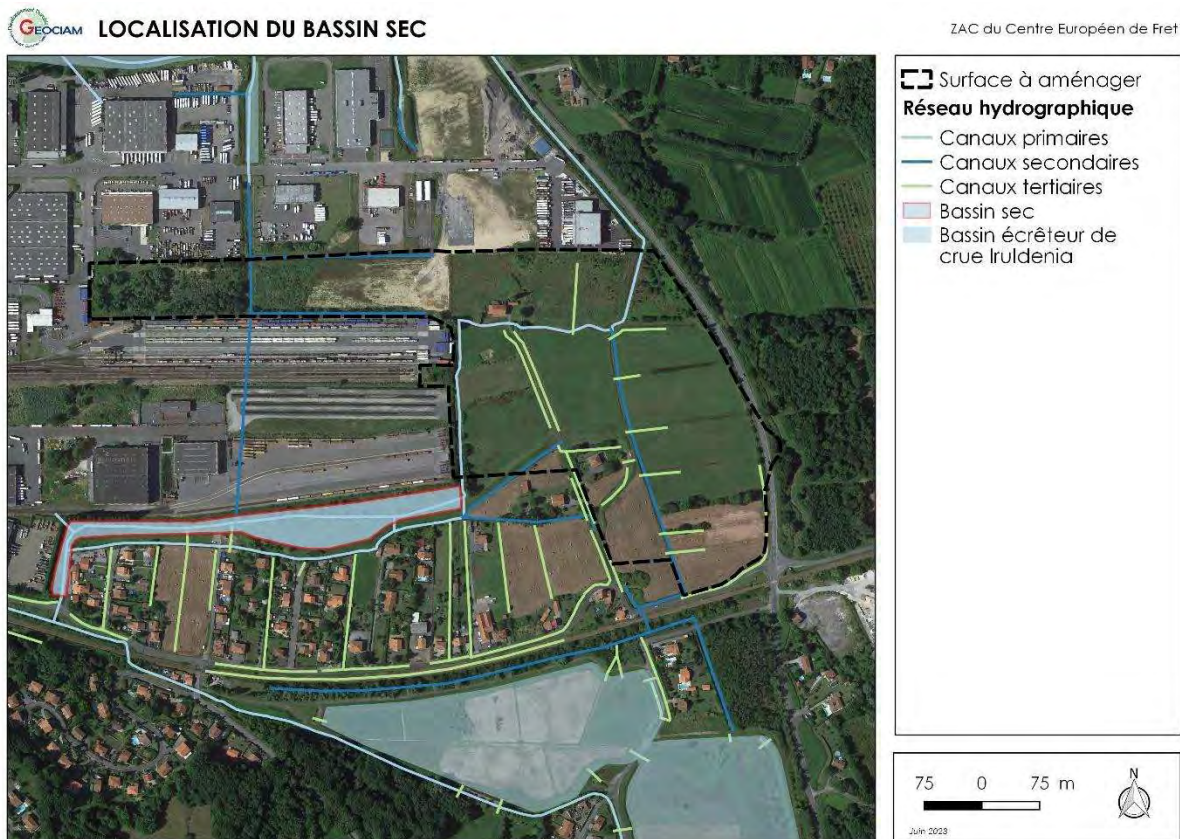 GEOCIAM
LOCALISATION DU BASSIN SEC
ZAC du Centre Européen de Fret
Surface à aménager
Réseau hydrographique
Canaux primaires
Canaux secondaires
Canaux tertiaires
Bassin sec
Bassin écrêteur de
crue Iruldenia
75 0 75 m
N
Juin 2023